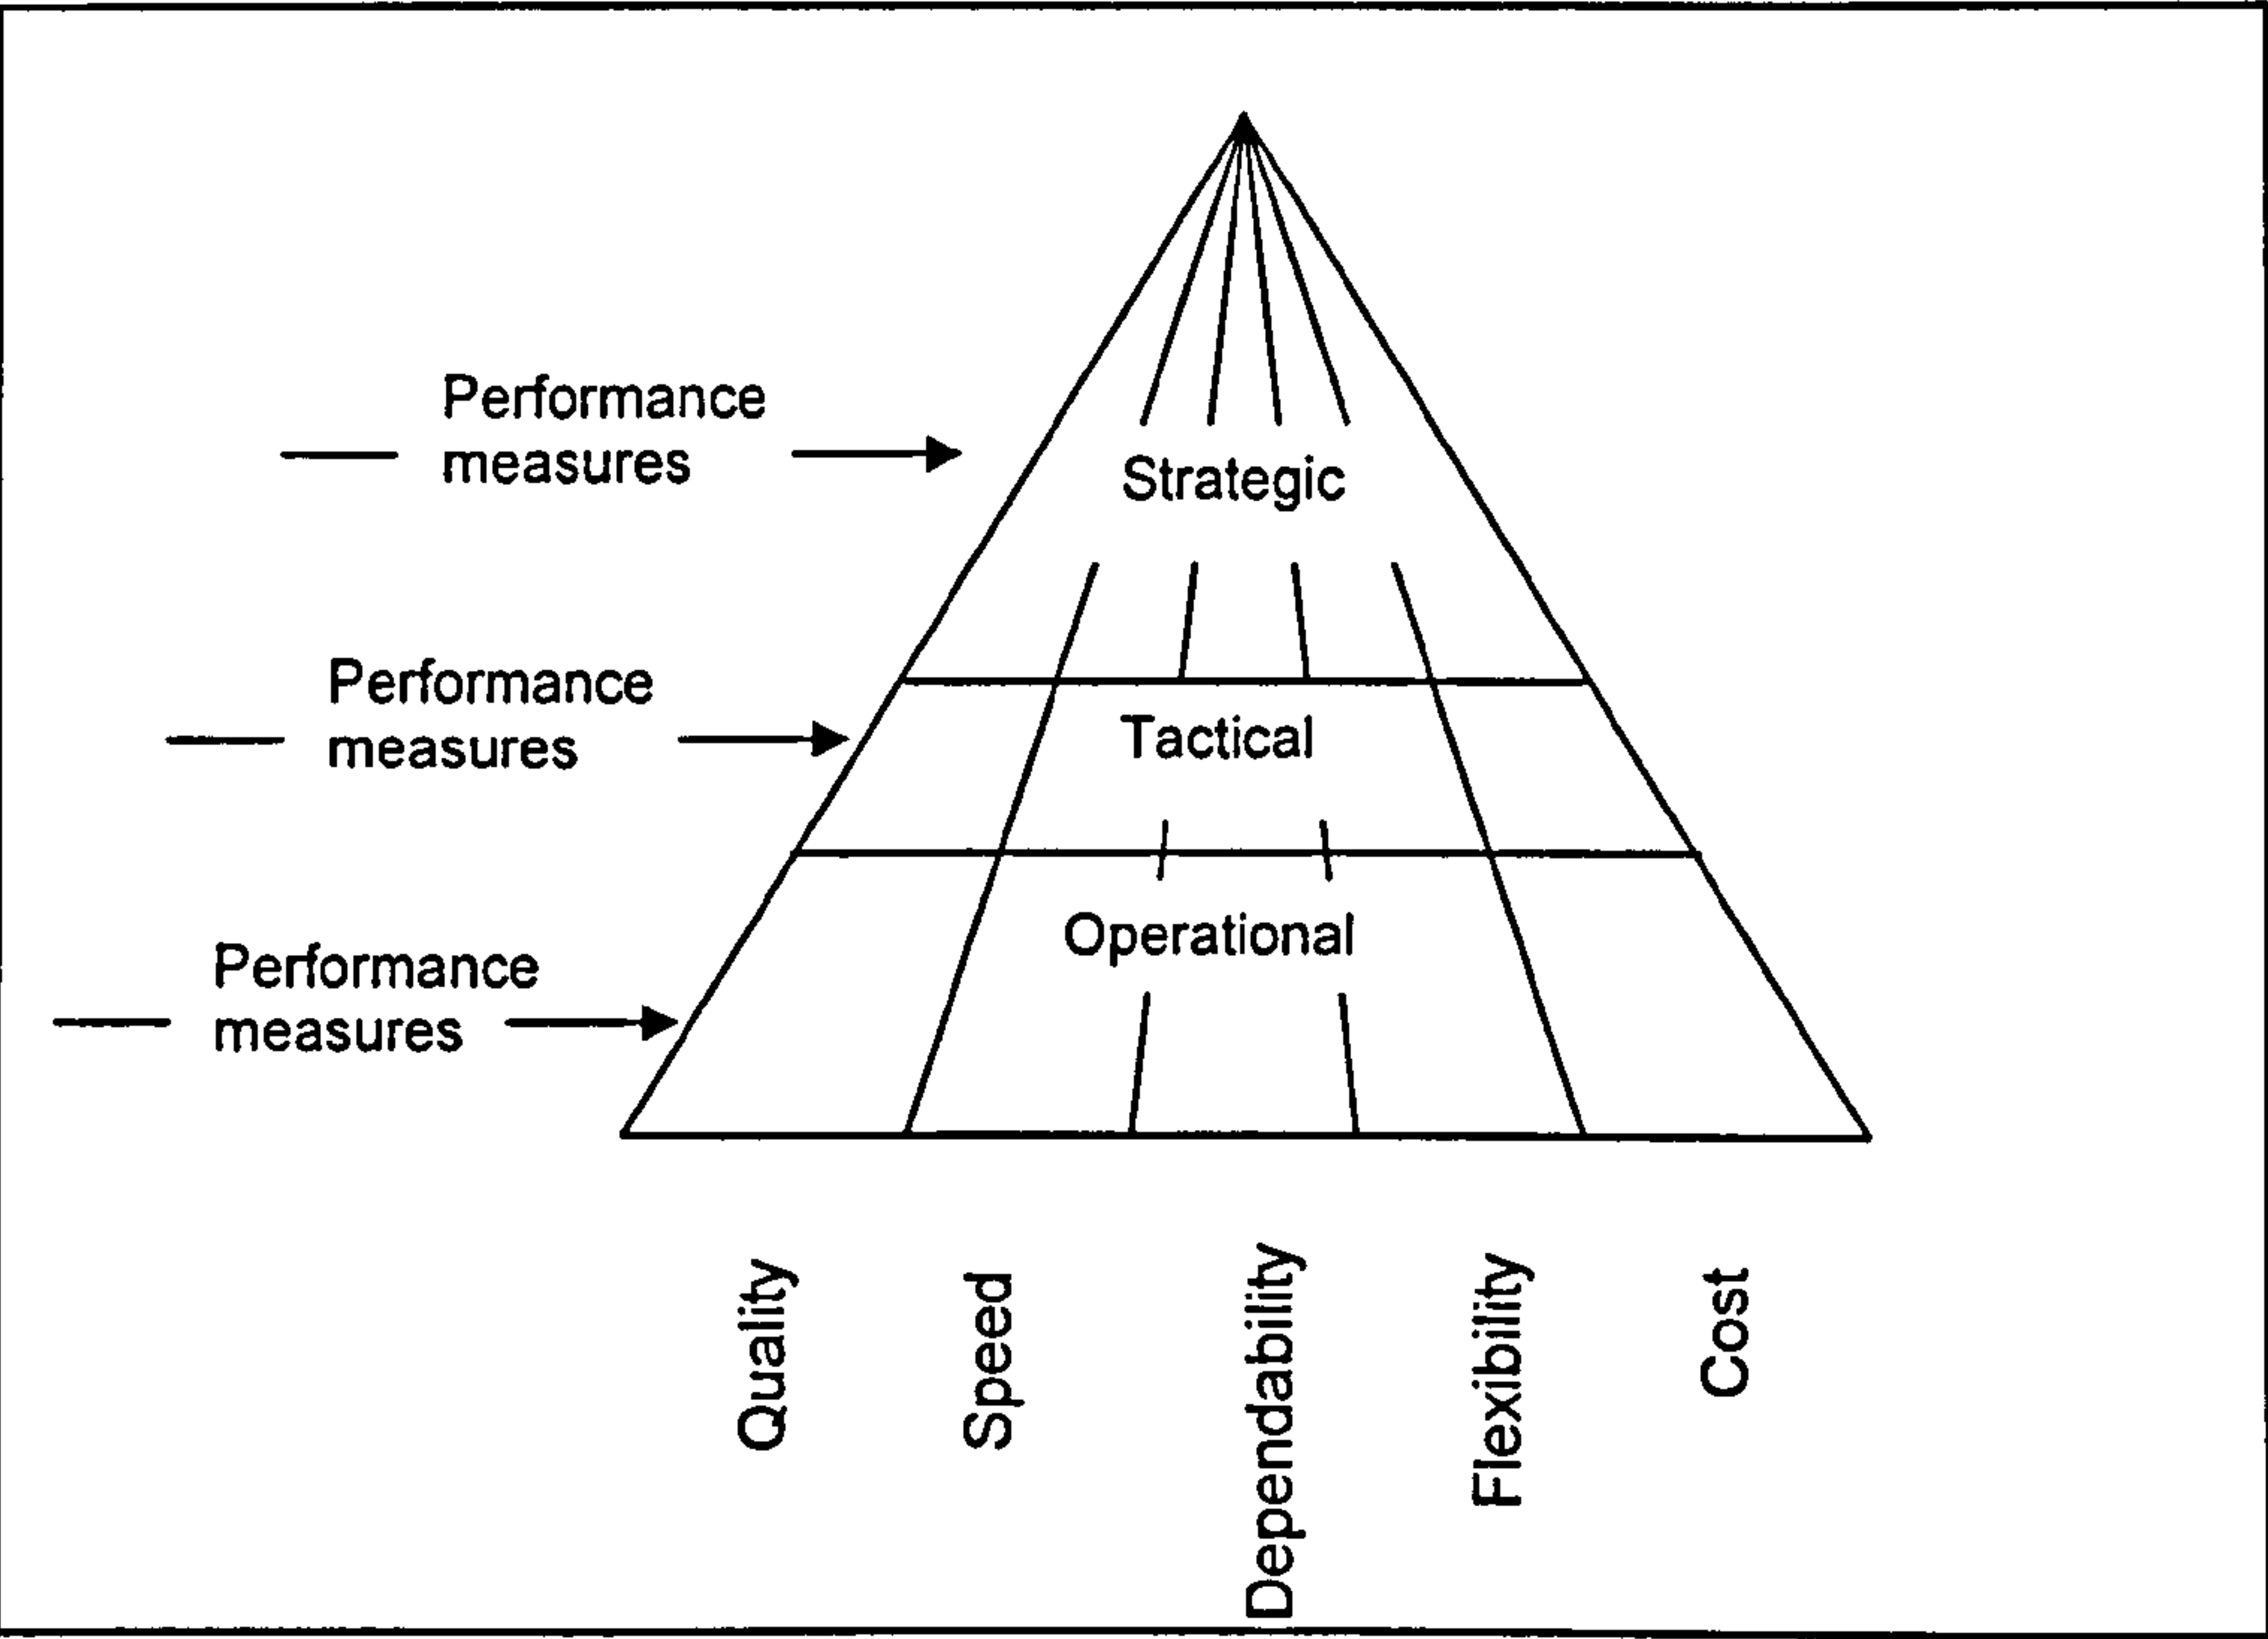 Performance
measures
Strategic
Performance
measures
Tactical
Performance
measures
Operational
Quality
Speed
Dependability
Flexibility
Cost